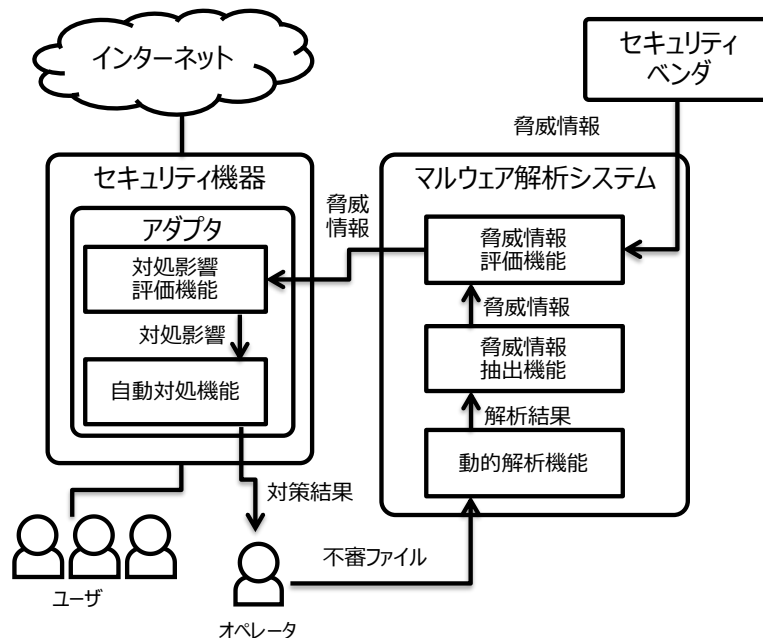 インターネット
セキュリティ
ベンダ
脅威情報
セキュリティ機器
マルウェア解析システム
アダプタ
脅威
情報
対処影響
評価機能
脅威情報
評価機能
対処影響
脅威情報
自動対処機能
脅威情報
抽出機能
解析結果
動的解析機能
対策結果
不審ファイル
ユーザ
オペレータ